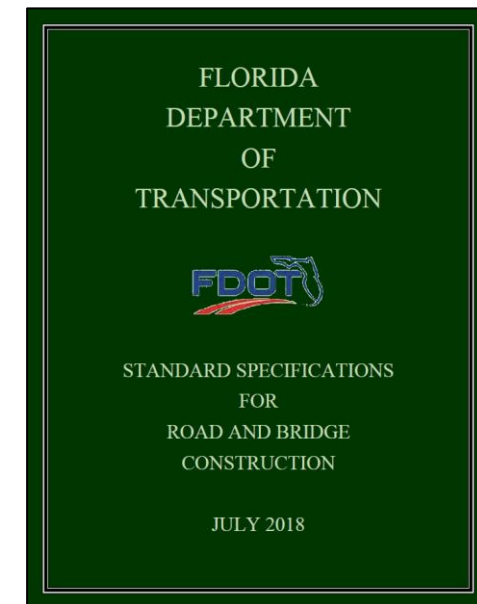 FLORIDA
DEPARTMENT
OF
TRANSPORTATION
FDOT
STANDARD SPECIFICATIONS
FOR
ROAD AND BRIDGE
CONSTRUCTION
JULY 2018